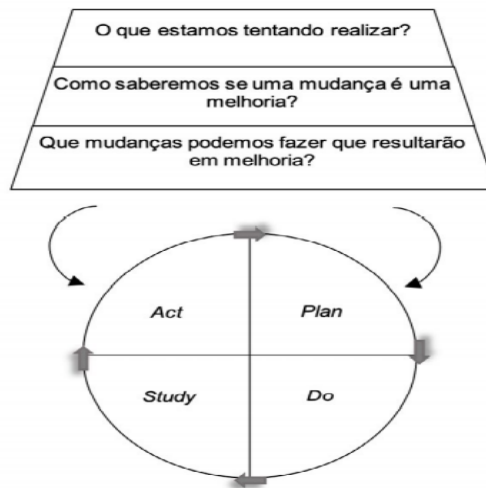 O que estamos tentando realizar?
Como saberemos se uma mudança é uma
melhoria?
Que mudanças podemos fazer que resultarão
em melhoria?
Act
Plan
Study
Do